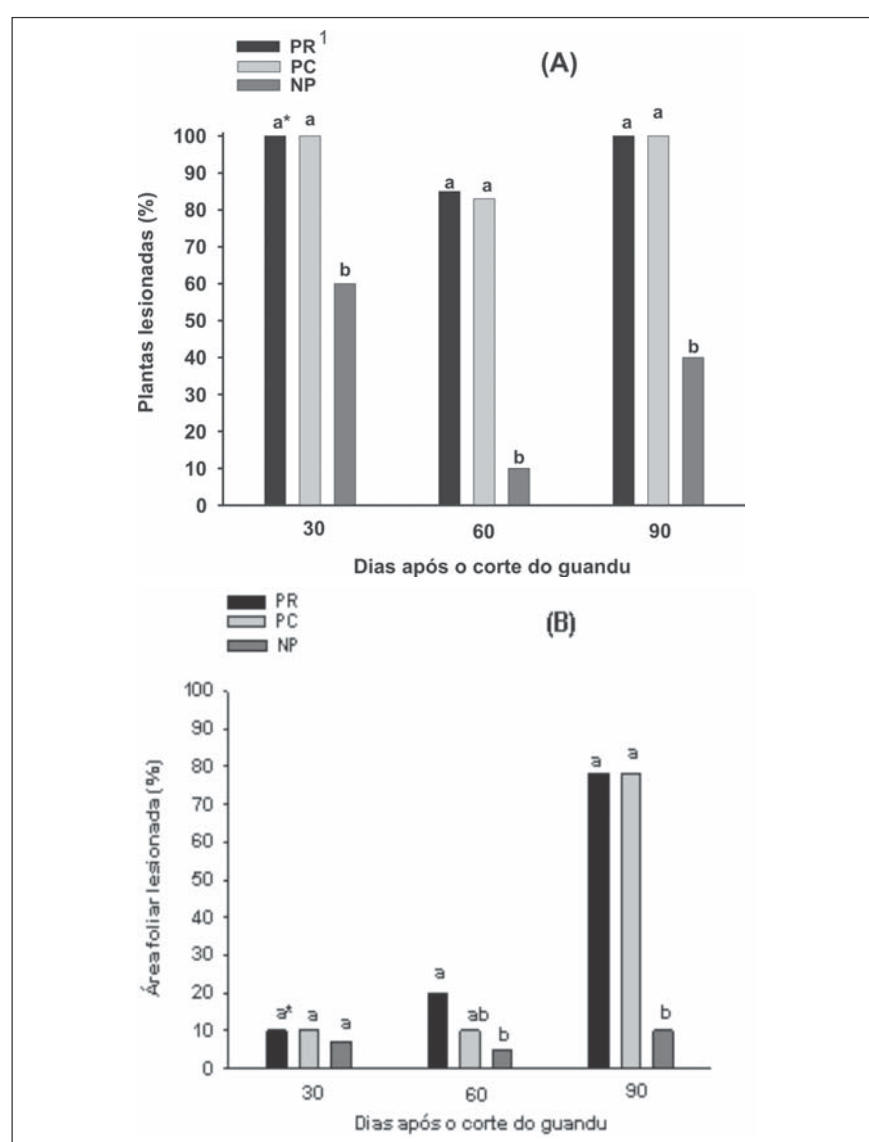 PR¹
PC
NP
(A)
Plantas lesionadas (%)
100
90
80
70
60
50
40
30
20
10
0
a* a b
a a b
a a b
30 60 90
Dias após o corte do guandu
PR
PC
NP
(B)
Área foliar lesionada (%)
100
90
80
70
60
50
40
30
20
10
0
a* a a
a ab b
a a b
30 60 90
Dias após o corte do guandu